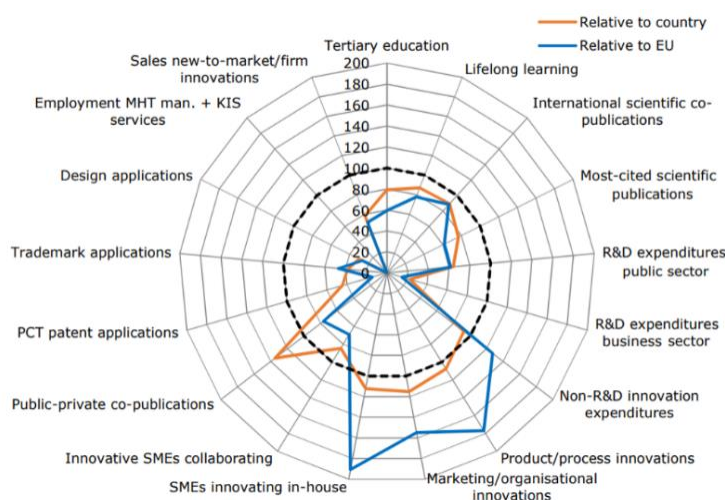 Relative to country
Relative to EU
Tertiary education
Lifelong learning
International scientific co-
publications
Most-cited scientific
publications
R&D expenditures
public sector
R&D expenditures
business sector
Non-R&D innovation
expenditures
Product/process innovations
Marketing/organisational
innovations
SMEs innovating in-house
Innovative SMEs collaborating
Public-private co-publications
PCT patent applications
Trademark applications
Design applications
Employment MHT man. + KIS
services
Sales new-to-market/firm
innovations
200
180
160
140
120
100
80
60
40
20
0